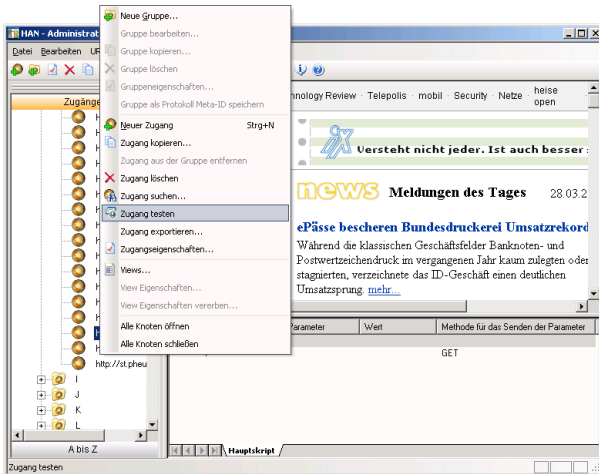 HAN - Administrat
Datei Bearbeiten UR
Zugänge
Neue Gruppe...
Gruppe bearbeiten...
Gruppe kopieren...
Gruppe löschen
Gruppeneigenschaften...
Gruppe als Protokoll Meta-ID speichern
Neuer Zugang Strg+N
Zugang kopieren...
Zugang aus der Gruppe entfernen
Zugang löschen
Zugang suchen...
Zugang testen
Zugang exportieren...
Zugangseigenschaften...
Views...
View Eigenschaften...
View Eigenschaften vererben...
Alle Knoten öffnen
Alle Knoten schließen
http://st.pheu
I
J
K
L
A bis Z
hnology Review · Telepolis · mobil · Security · Netze · heise open
iX
Versteht nicht jeder. Ist auch besser
news Meldungen des Tages 28.03.2
ePässe bescheren Bundesdruckerei Umsatzrekord
Während die klassischen Geschäftsfelder Banknoten- und
Postwertzeichendruck im vergangenen Jahr kaum zulegten oder
stagnierten, verzeichnete das ID-Geschäft einen deutlichen
Umsatzsprung. mehr...
Parameter Wert Methode für das Senden der Parameter
GET
Hauptskript
Zugang testen